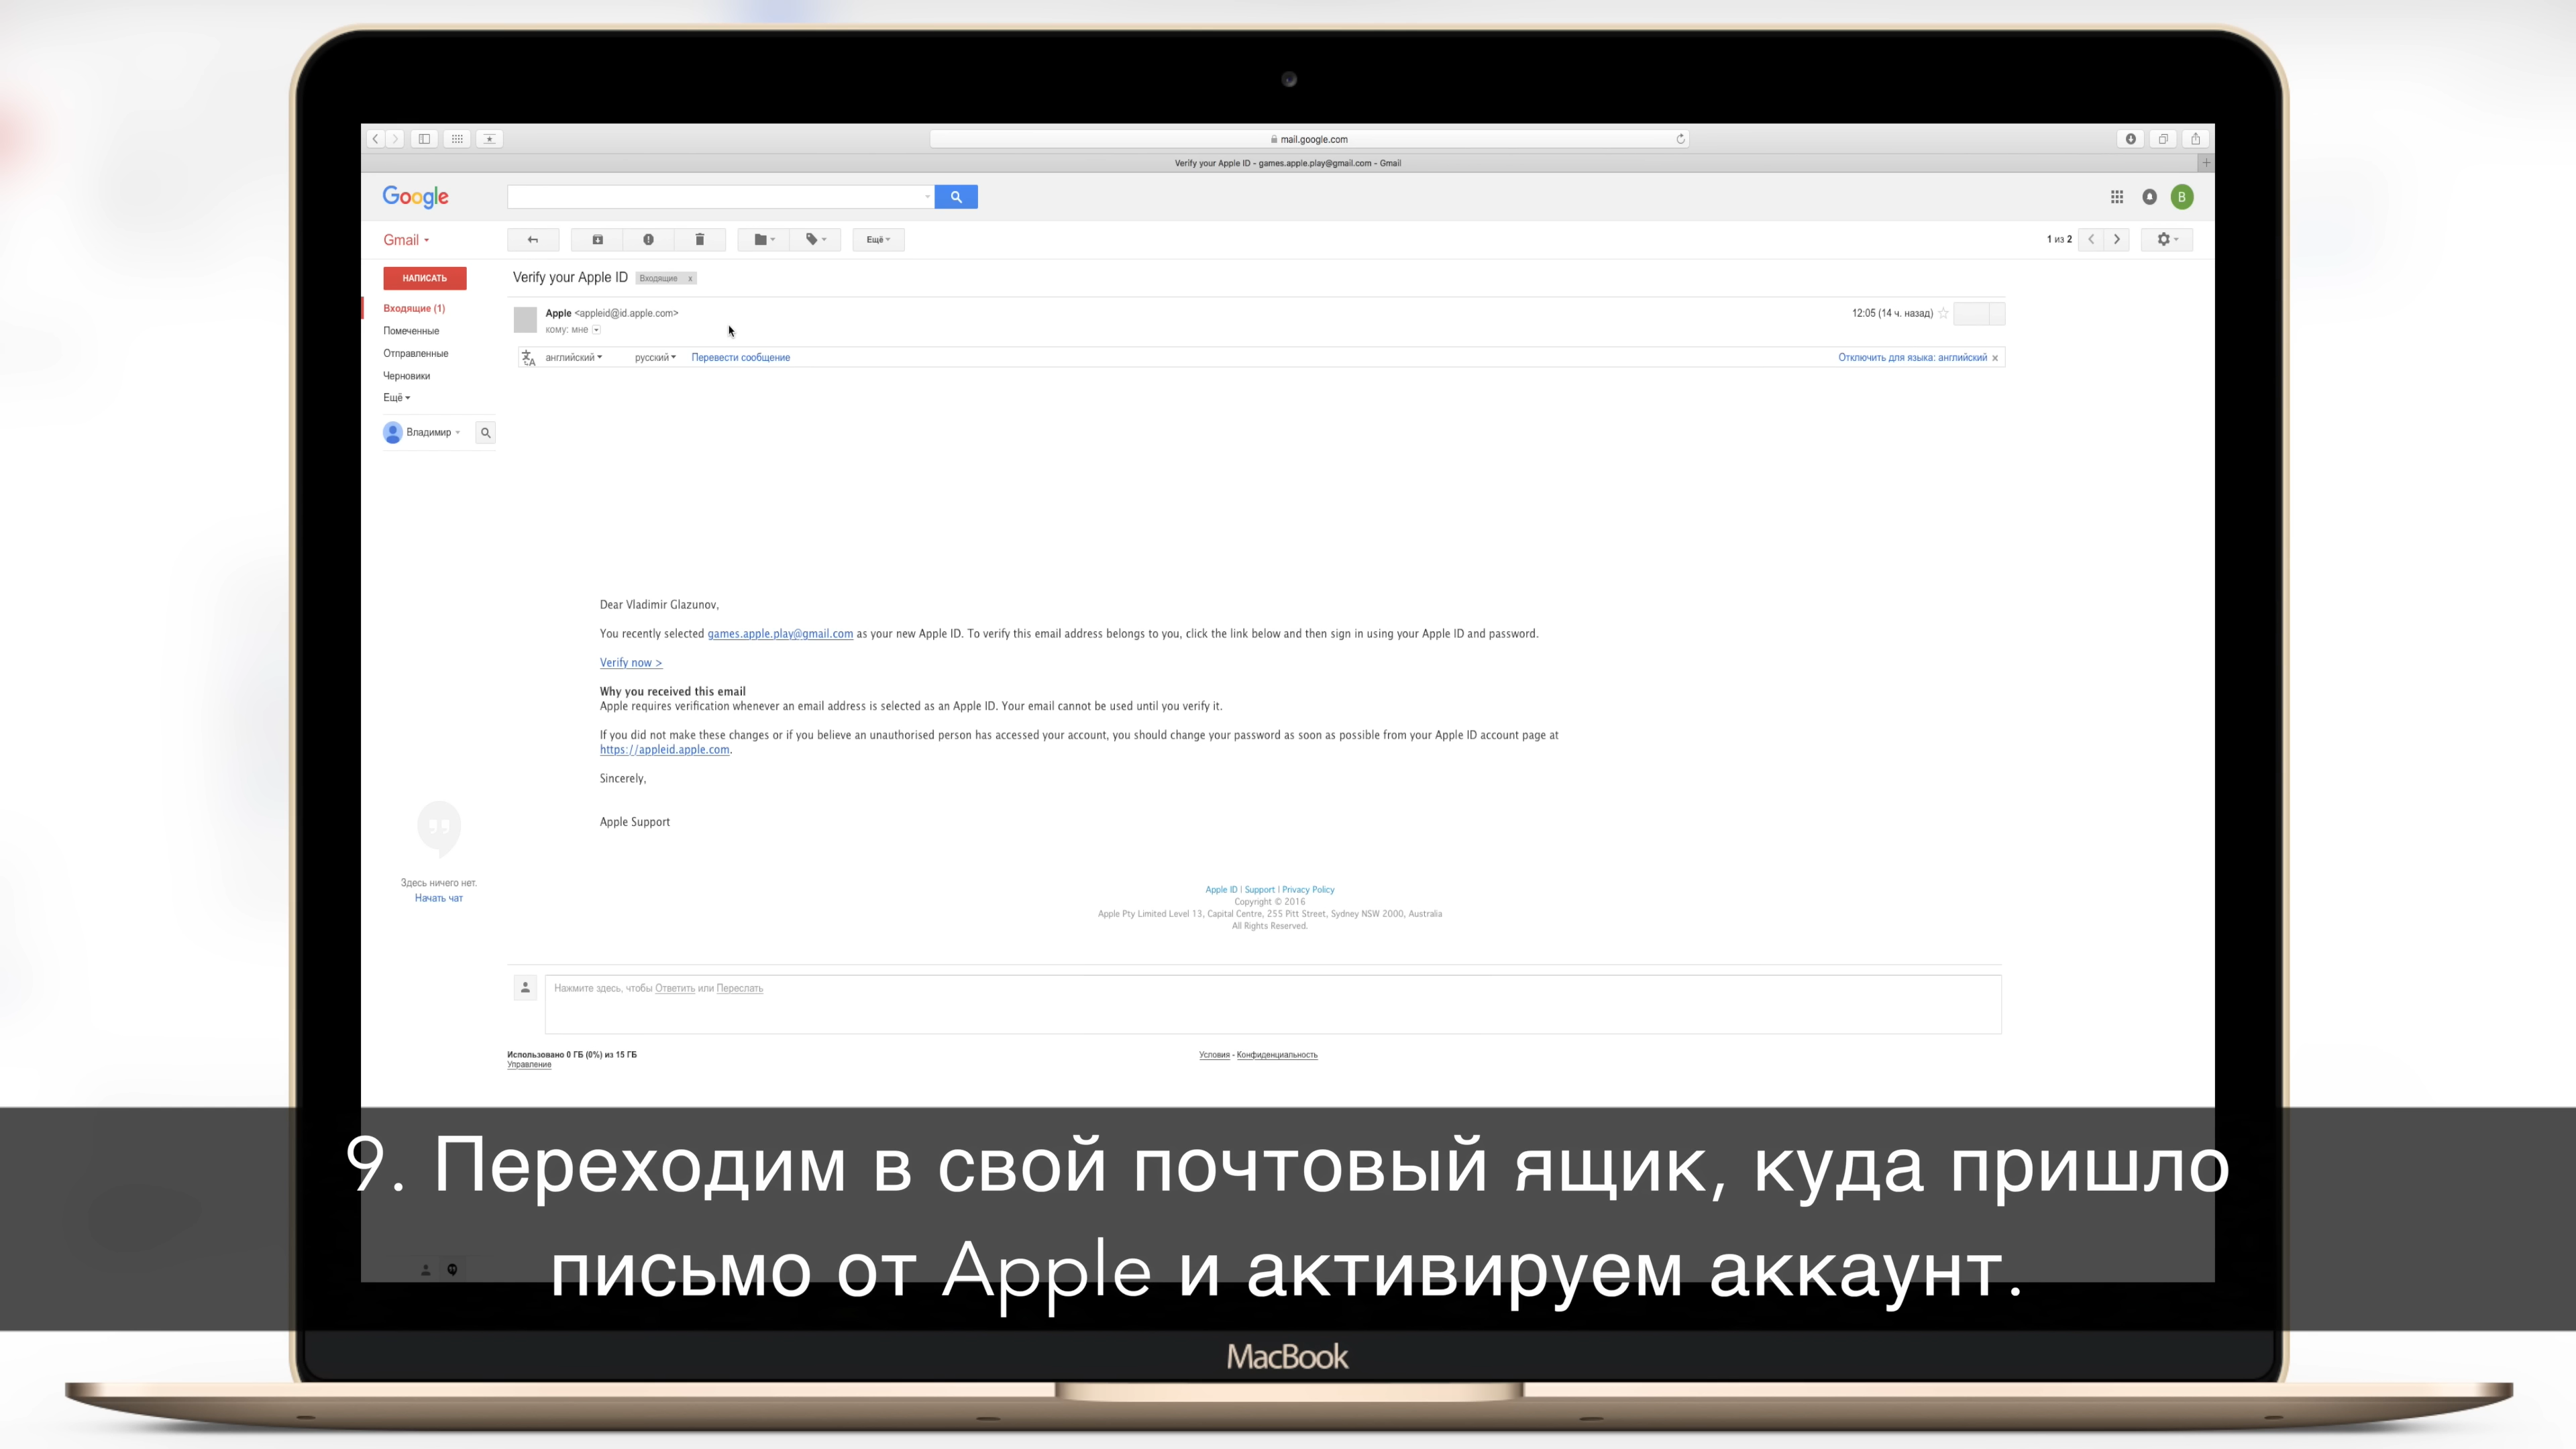 mail.google.com
Verify your Apple ID - games.apple.play@gmail.com - Gmail
Google
B
Gmail
Ещё
1 из 2
НАПИСАТЬ
Verify your Apple ID
Входящие x
Входящие (1)
Apple <appleid@id.apple.com>
12:05 (14 ч. назад)
кому: мне
Помеченные
Отправленные
английский
русский
Перевести сообщение
Отключить для языка: английский x
Черновики
Ещё
Владимир
Dear Vladimir Glazunov,
You recently selected games.apple.play@gmail.com as your new Apple ID. To verify this email address belongs to you, click the link below and then sign in using your Apple ID and password.
Verify now >
Why you received this email
Apple requires verification whenever an email address is selected as an Apple ID. Your email cannot be used until you verify it.
If you did not make these changes or if you believe an unauthorised person has accessed your account, you should change your password as soon as possible from your Apple ID account page at
https://appleid.apple.com.
Sincerely,
Apple Support
Здесь ничего нет.
Начать чат
Apple ID | Support | Privacy Policy
Copyright © 2016
Apple Pty Limited Level 13, Capital Centre, 255 Pitt Street, Sydney NSW 2000, Australia
All Rights Reserved.
Нажмите здесь, чтобы Ответить или Переслать
Использовано 0 ГБ (0%) из 15 ГБ
Управление
Условия - Конфиденциальность
9. Переходим в свой почтовый ящик, куда пришло
письмо от Apple и активируем аккаунт.
MacBook